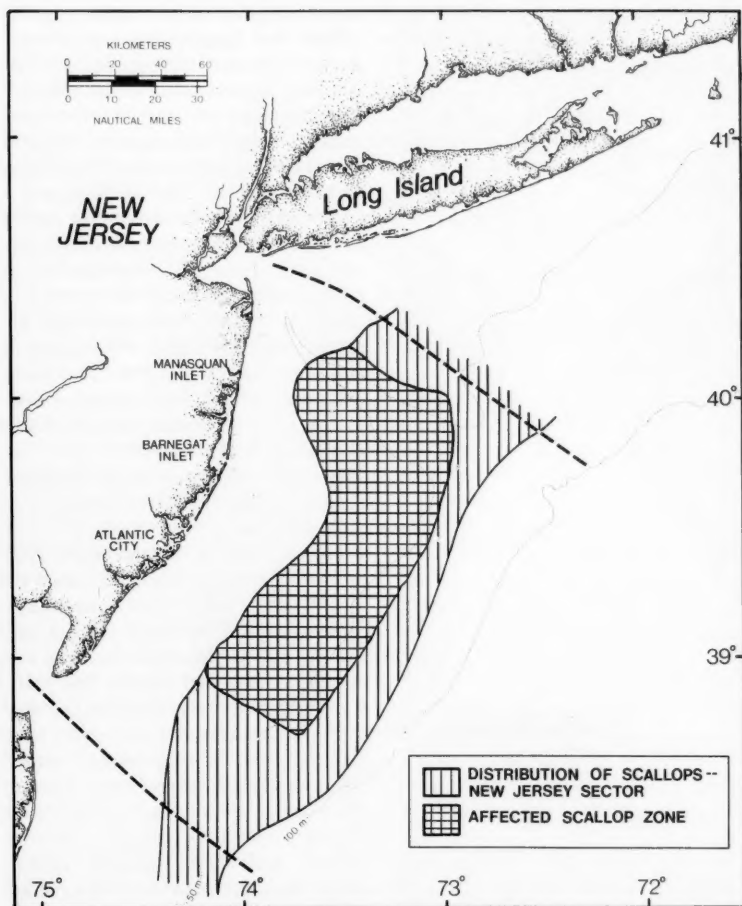 KILOMETERS
0 20 40 60
0 10 20 30
NAUTICAL MILES
41°
NEW
JERSEY
Long Island
MANASQUAN
INLET
40°
BARNEGAT
INLET
ATLANTIC
CITY
39°
DISTRIBUTION OF SCALLOPS--
NEW JERSEY SECTOR
AFFECTED SCALLOP ZONE
100 m
50 m
75° 74° 73° 72°